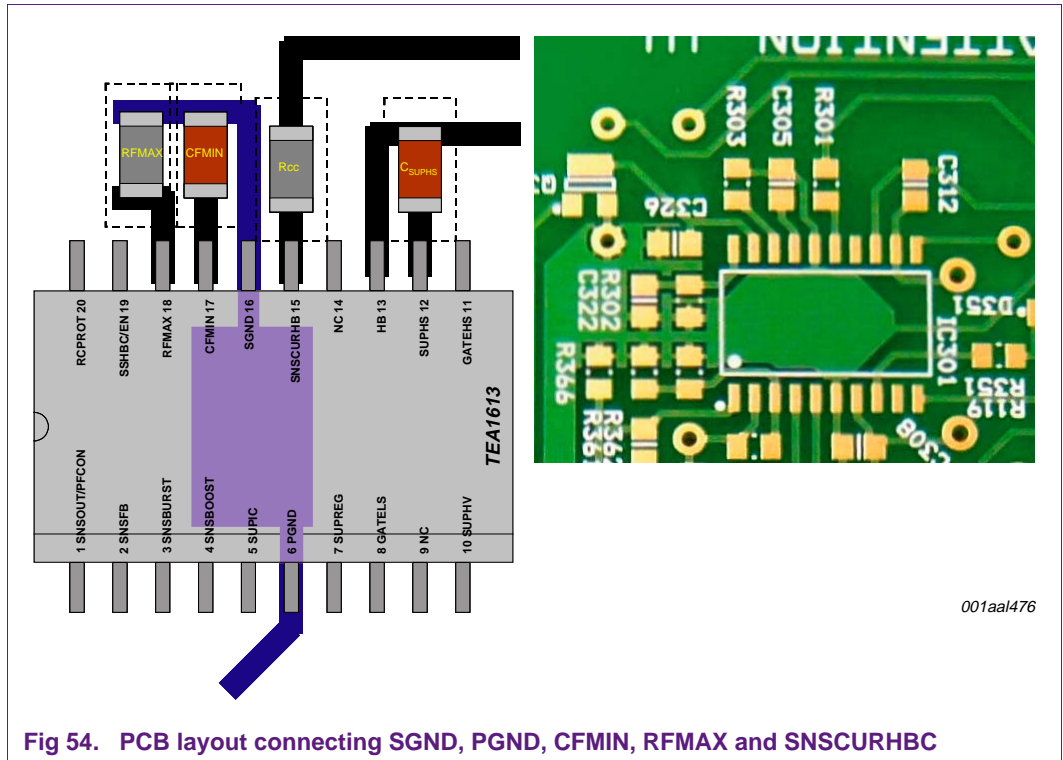 RFMAX
CFMIN
Rcc
CSUPHS
RCPROT 20
SSHBC/EN 19
RFMAX 18
CFMIN 17
SGND 16
SNSCURHB 15
NC 14
HB 13
SUPHS 12
GATEHS 11
TEA1613
1 SNSOUT/PFCON
2 SNSFB
3 SNSBURST
4 SNSBOOST
5 SUPIC
6 PGND
7 SUPREG
8 GATELS
9 NC
10 SUPHV
ATTENTION
R303
C305
R301
C312
C326
C322
R302
R366
IC301
D351
R351
R119
C308
001aal476
Fig 54. PCB layout connecting SGND, PGND, CFMIN, RFMAX and SNSCURHBC